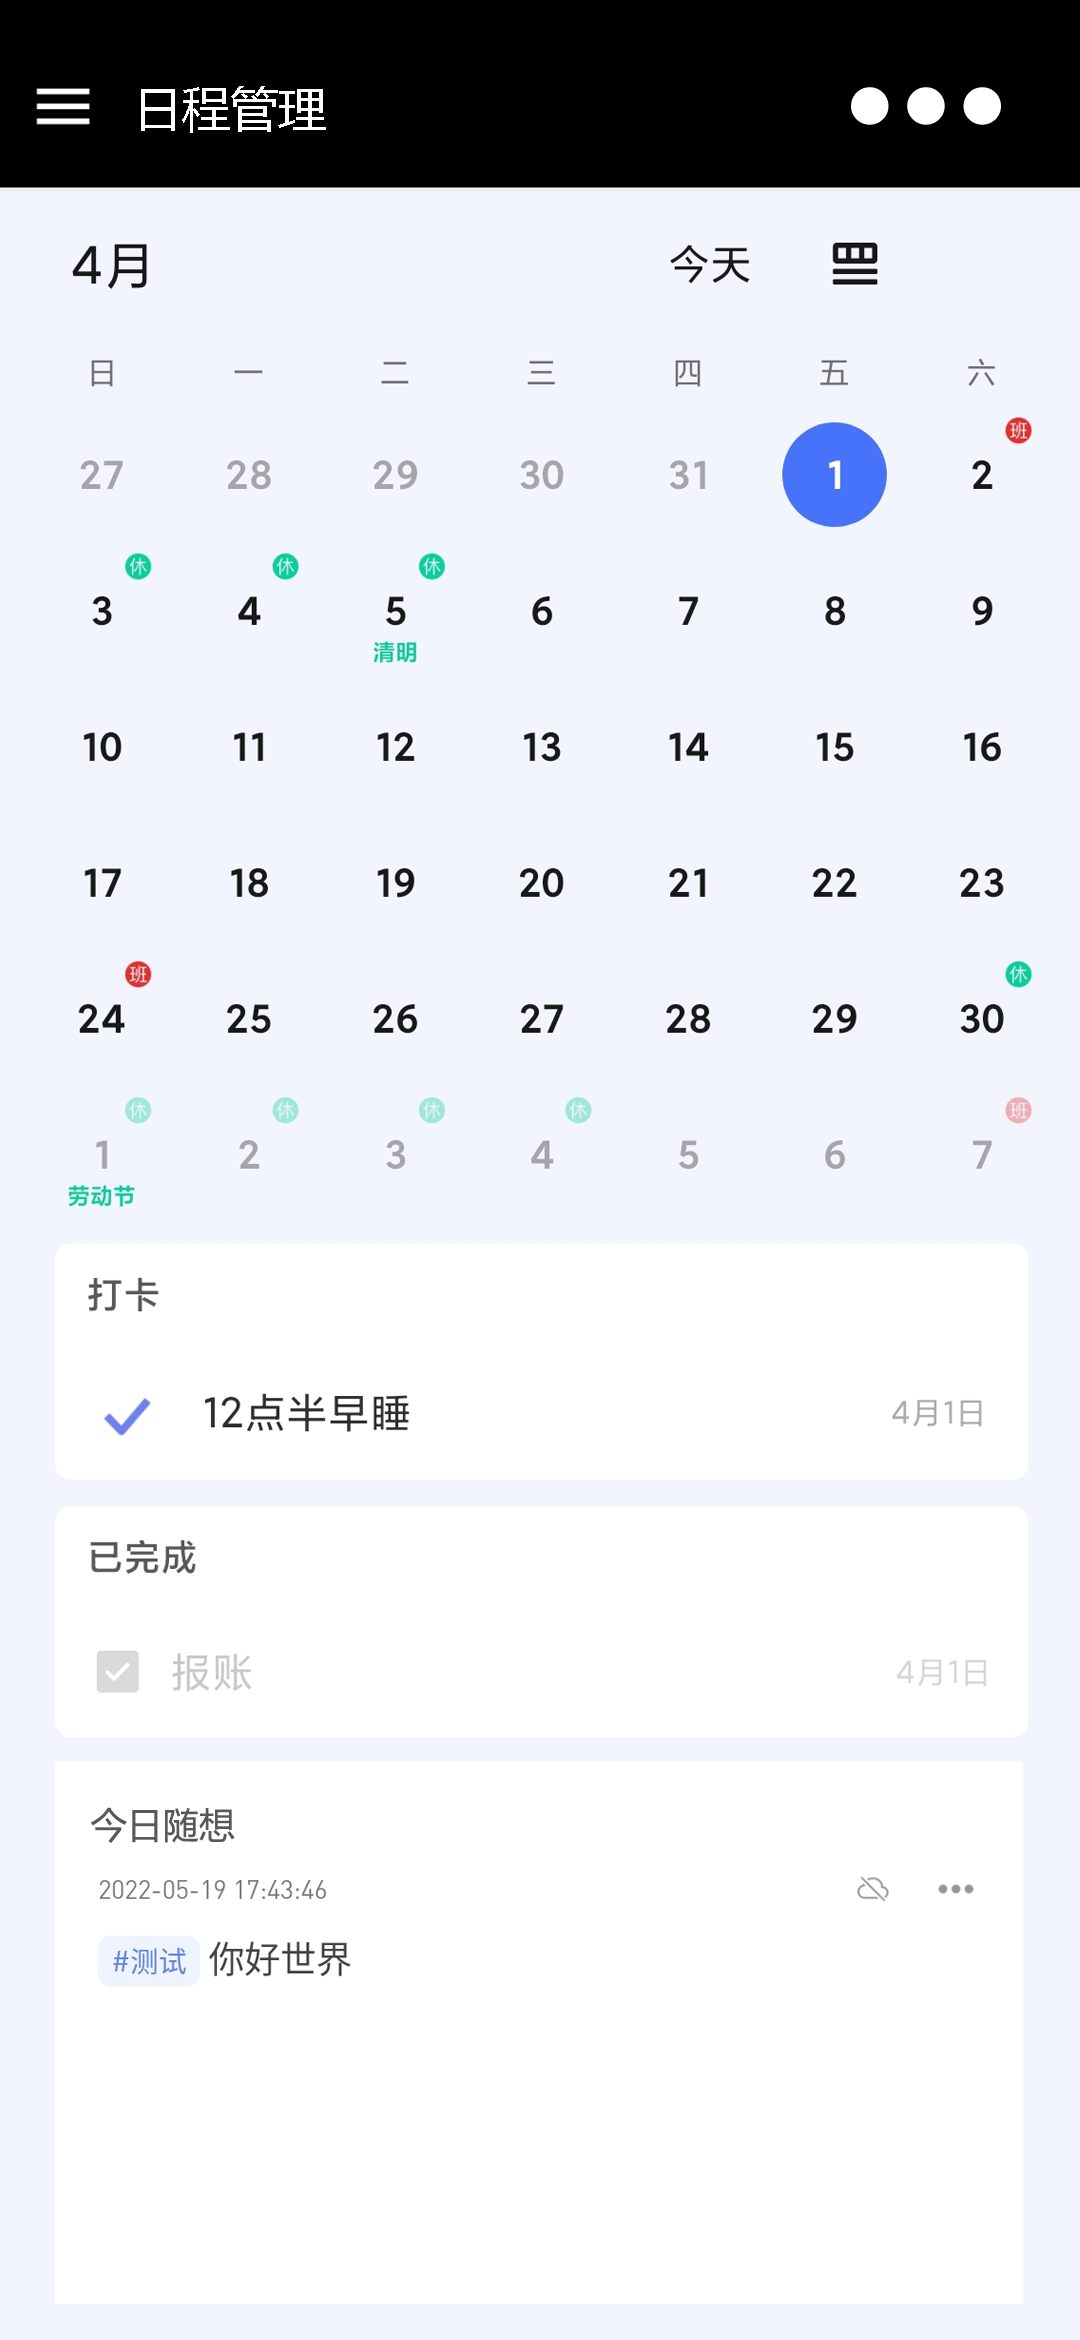 日程管理
4月 今天
日 一 二 三 四 五 六
班
27 28 29 30 31 1 2
休 休 休
3 4 5 6 7 8 9
清明
10 11 12 13 14 15 16
17 18 19 20 21 22 23
班 休
24 25 26 27 28 29 30
休 休 休 休 班
1 2 3 4 5 6 7
劳动节
打卡
12点半早睡 4月1日
已完成
报账 4月1日
今日随想
2022-05-19 17:43:46
#测试 你好世界